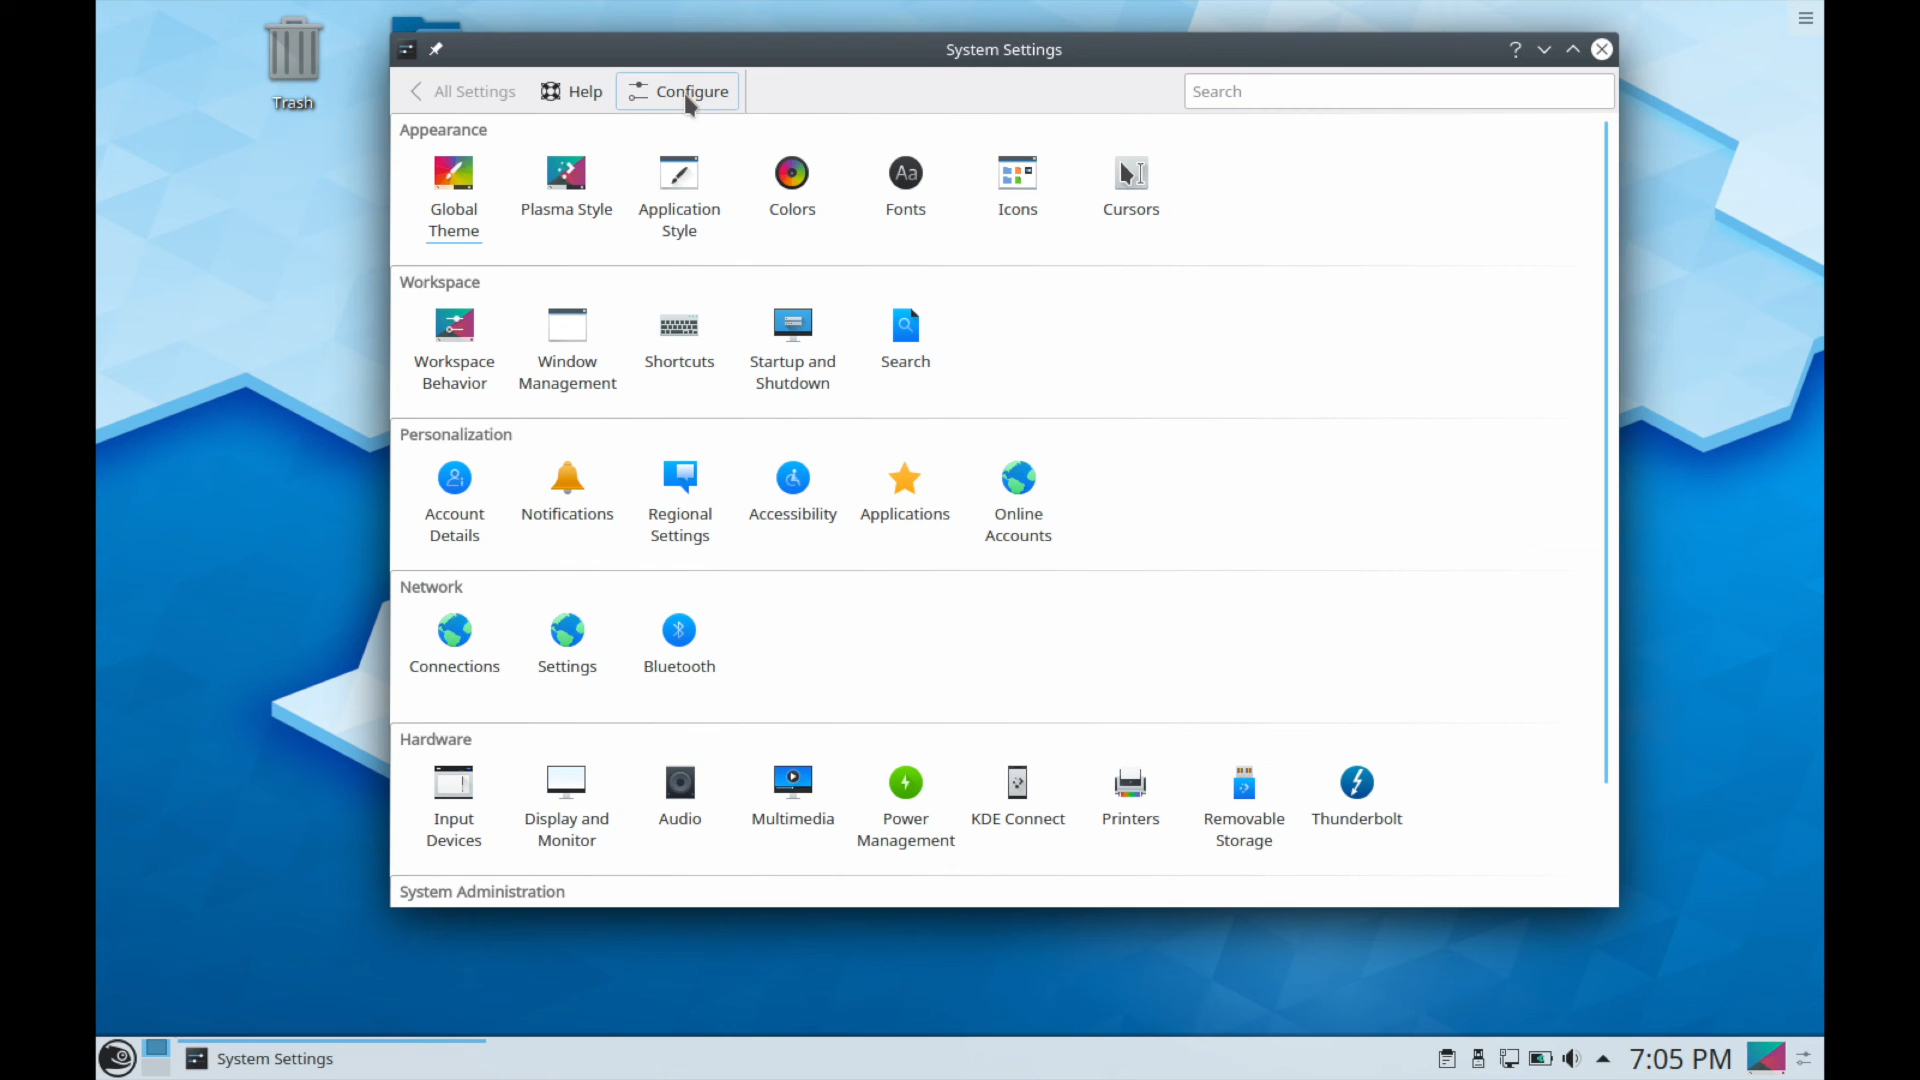 Trash
System Settings
All Settings
Help
Configure
Search
Appearance
Global
Theme
Plasma Style
Application
Style
Colors
Aa
Fonts
Icons
Cursors
Workspace
Workspace
Behavior
Window
Management
Shortcuts
Startup and
Shutdown
Search
Personalization
Account
Details
Notifications
Regional
Settings
Accessibility
Applications
Online
Accounts
Network
Connections
Settings
Bluetooth
Hardware
Input
Devices
Display and
Monitor
Audio
Multimedia
Power
Management
KDE Connect
Printers
Removable
Storage
Thunderbolt
System Administration
System Settings
7:05 PM